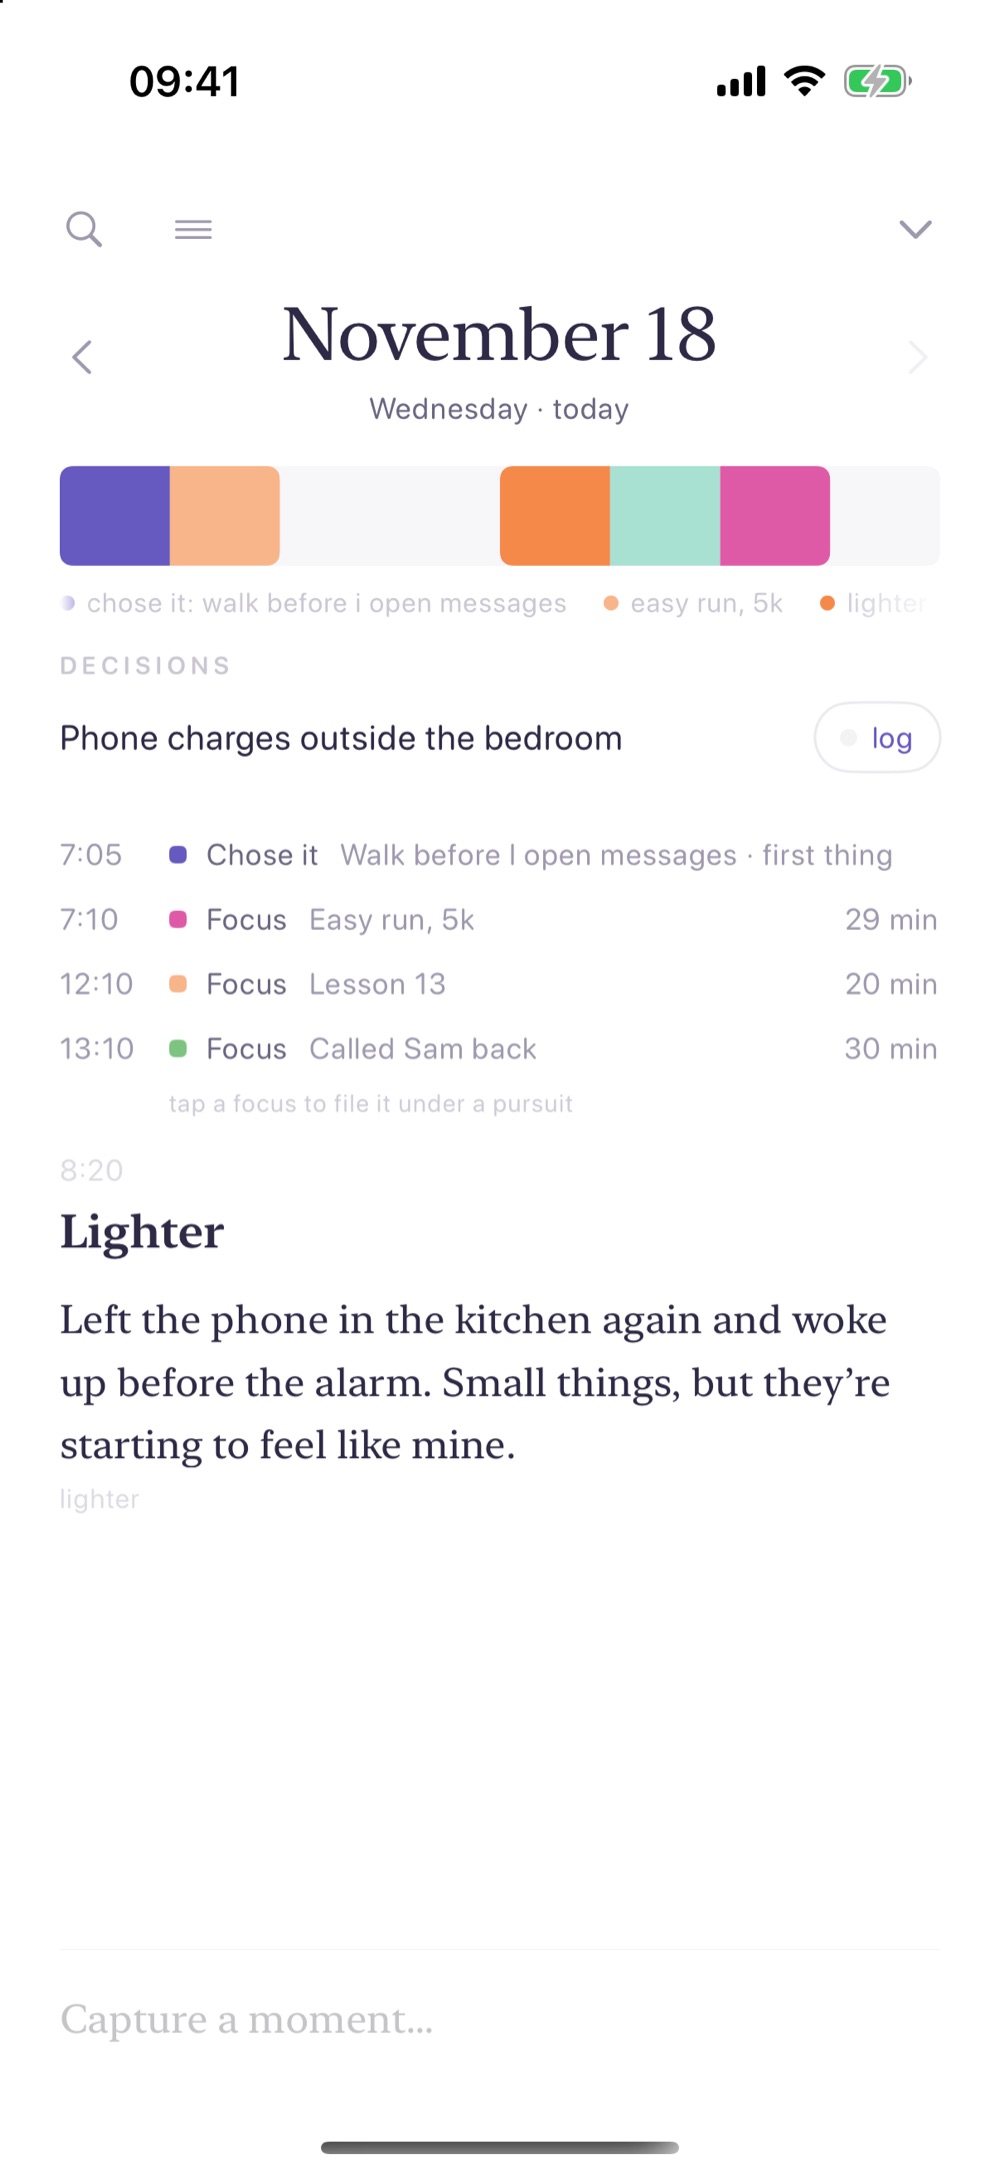 09:41
November 18
Wednesday · today
chose it: walk before i open messages easy run, 5k lighter
DECISIONS
Phone charges outside the bedroom log
7:05 Chose it Walk before I open messages · first thing
7:10 Focus Easy run, 5k 29 min
12:10 Focus Lesson 13 20 min
13:10 Focus Called Sam back 30 min
tap a focus to file it under a pursuit
8:20
Lighter
Left the phone in the kitchen again and woke
up before the alarm. Small things, but they’re
starting to feel like mine.
lighter
Capture a moment...